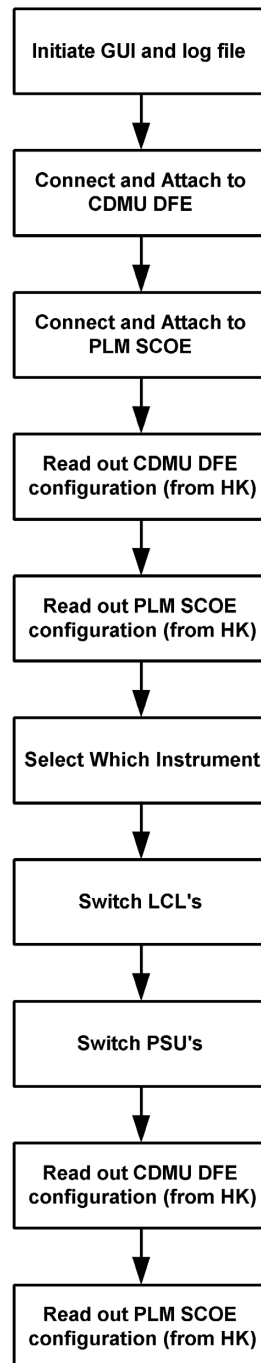 Initiate GUI and log file
Connect and Attach to
CDMU DFE
Connect and Attach to
PLM SCOE
Read out CDMU DFE
configuration (from HK)
Read out PLM SCOE
configuration (from HK)
Select Which Instrument
Switch LCL's
Switch PSU's
Read out CDMU DFE
configuration (from HK)
Read out PLM SCOE
configuration (from HK)